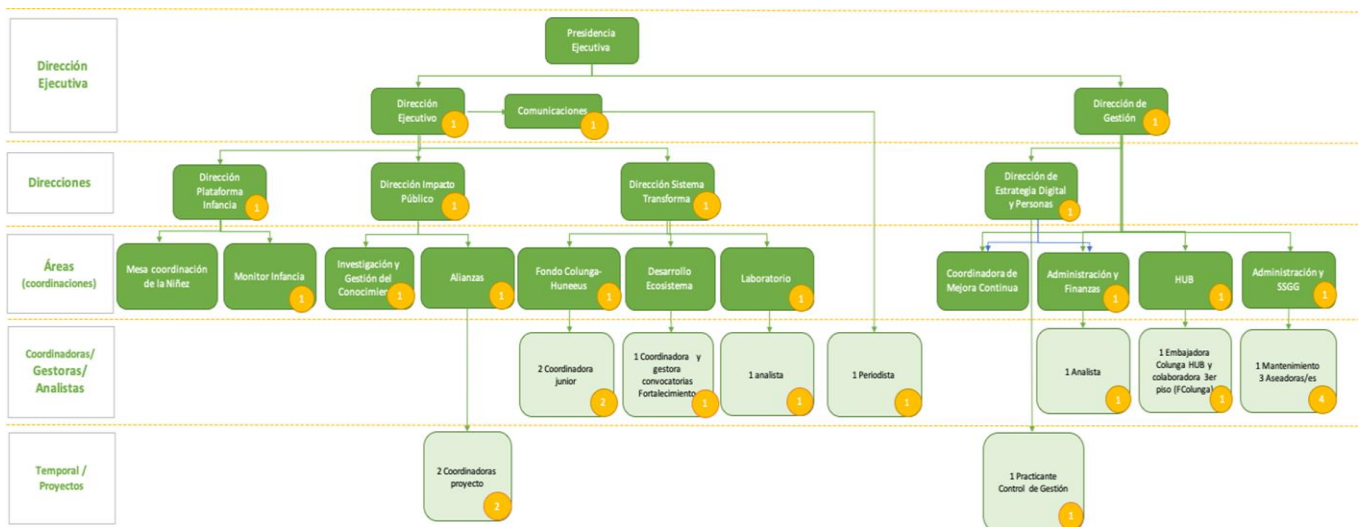 Dirección
Ejecutiva
Presidencia
Ejecutiva
Dirección
Ejecutivo
1
Comunicaciones
1
Dirección de
Gestión
1
Direcciones
Dirección
Plataforma
Infancia
1
Dirección Impacto
Público
1
Dirección Sistema
Transforma
1
Dirección de
Estrategia Digital
y Personas
1
Áreas
(coordinaciones)
Mesa coordinación
de la Niñez
Monitor Infancia
1
Investigación y
Gestión del
Conocimien
1
Alianzas
1
Fondo Colunga-
Huneeus
1
Desarrollo
Ecosistema
Laboratorio
1
Coordinadora de
Mejora Continua
Administración y
Finanzas
1
HUB
1
Administración y
SSGG
1
Coordinadoras/
Gestoras/
Analistas
2 Coordinadora
junior
2
1 Coordinadora y
gestora
convocatorias
Fortalecimiento
1
1 analista
1
1 Periodista
1
1 Analista
1
1 Embajadora
Colunga HUB y
colaboradora 3er
piso (FColunga)
1
1 Mantenimiento
3 Aseadoras/es
4
Temporal /
Proyectos
2 Coordinadoras
proyecto
2
1 Practicante
Control de Gestión
1